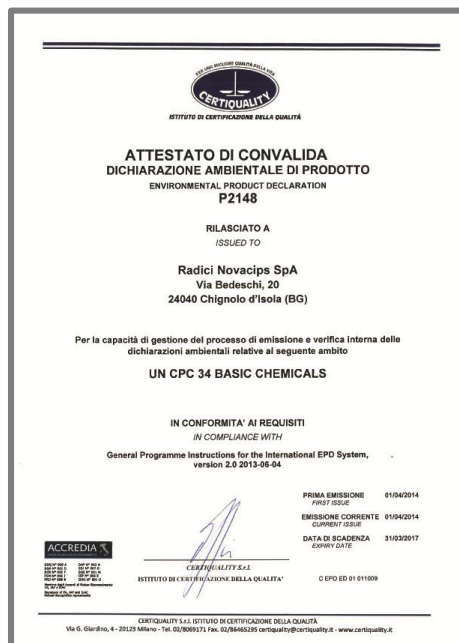 PER UNA MIGLIORE QUALITÀ DELLA VITA
CERTIQUALITY
ISTITUTO DI CERTIFICAZIONE DELLA QUALITÀ
ATTESTATO DI CONVALIDA
DICHIARAZIONE AMBIENTALE DI PRODOTTO
ENVIRONMENTAL PRODUCT DECLARATION
P2148
RILASCIATO A
ISSUED TO
Radici Novacips SpA
Via Bedeschi, 20
24040 Chignolo d'Isola (BG)
Per la capacità di gestione del processo di emissione e verifica interna delle
dichiarazioni ambientali relative al seguente ambito
UN CPC 34 BASIC CHEMICALS
IN CONFORMITA' AI REQUISITI
IN COMPLIANCE WITH
General Programme Instructions for the International EPD System,
version 2.0 2013-06-04
PRIMA EMISSIONE 01/04/2014
FIRST ISSUE
EMISSIONE CORRENTE 01/04/2014
CURRENT ISSUE
DATA DI SCADENZA 31/03/2017
EXPIRY DATE
ACCREDIA
CERTIQUALITY S.r.l.
ISTITUTO DI CERTIFICAZIONE DELLA QUALITA'
C EPD ED 01 011009
CERTIQUALITY S.r.l. ISTITUTO DI CERTIFICAZIONE DELLA QUALITÀ
Via G. Giardino, 4 - 20123 Milano - Tel. 02/8069171 Fax. 02/86465295 certiquality@certiquality.it - www.certiquality.it